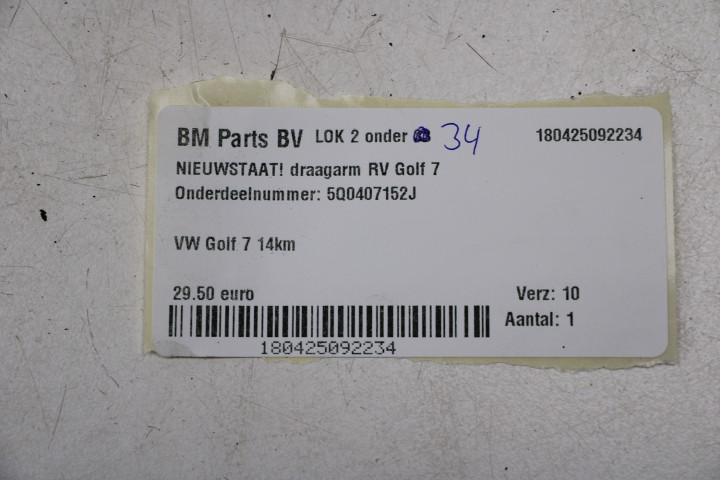 BM Parts BV LOK 2 onder 34 180425092234
NIEUWSTAAT! draagarm RV Golf 7
Onderdeelnummer: 5Q0407152J
VW Golf 7 14km
29.50 euro Verz: 10
Aantal: 1
180425092234